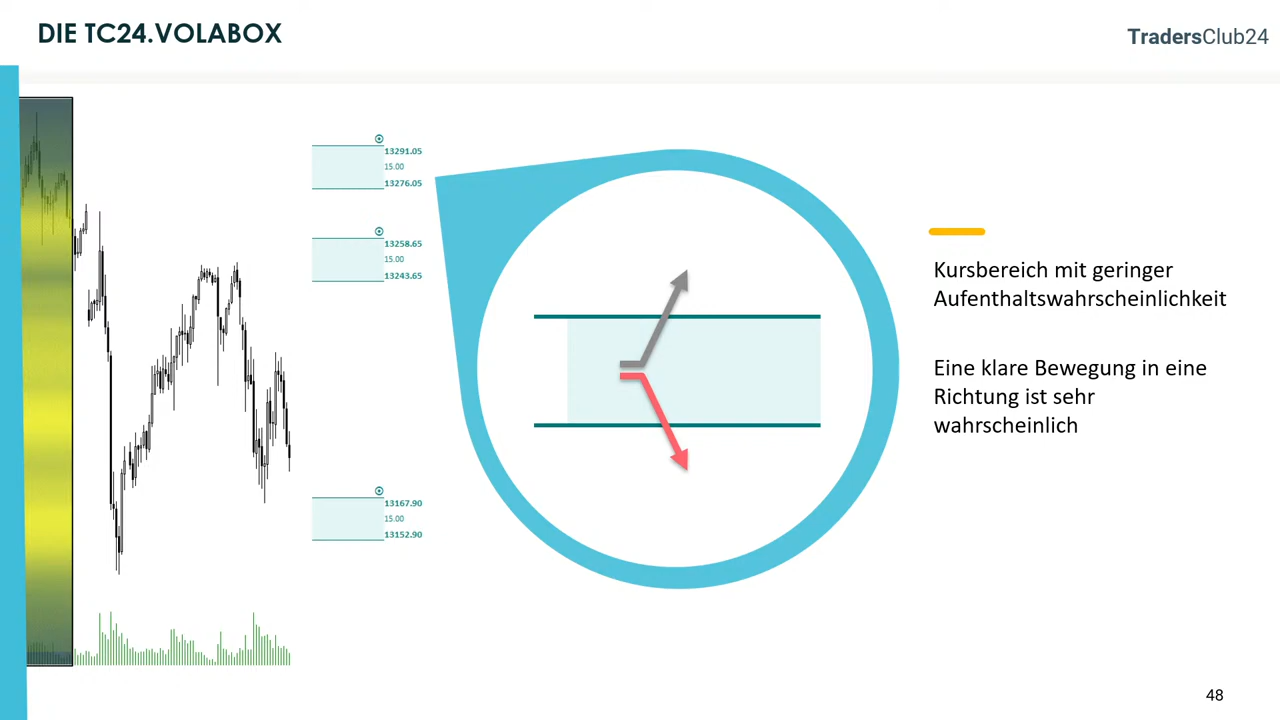 DIE TC24.VOLABOX
TradersClub24
13291.05
15.00
13276.05
13258.65
15.00
13243.65
13167.90
15.00
13152.90
Kursbereich mit geringer
Aufenthaltswahrscheinlichkeit
Eine klare Bewegung in eine
Richtung ist sehr
wahrscheinlich
48